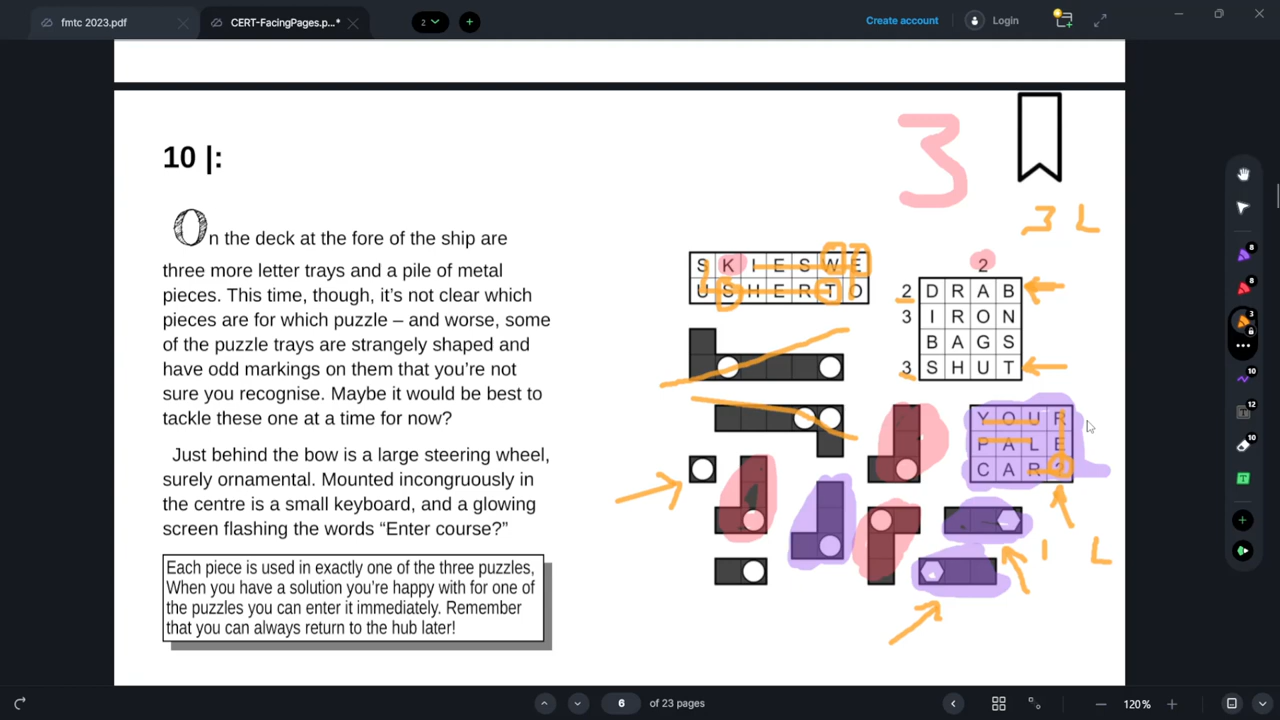 fmtc 2023.pdf
CERT-FacingPages.p...*
2
Create account
Login
10 |:
3
3 L
On the deck at the fore of the ship are
three more letter trays and a pile of metal
pieces. This time, though, it's not clear which
pieces are for which puzzle – and worse, some
of the puzzle trays are strangely shaped and
have odd markings on them that you're not
sure you recognise. Maybe it would be best to
tackle these one at a time for now?
Just behind the bow is a large steering wheel,
surely ornamental. Mounted incongruously in
the centre is a small keyboard, and a glowing
screen flashing the words “Enter course?”
Each piece is used in exactly one of the three puzzles,
When you have a solution you're happy with for one of
the puzzles you can enter it immediately. Remember
that you can always return to the hub later!
S K I E S W E
U S H E R T O
2
2 D R A B
3 I R O N
B A G S
3 S H U T
Y O U R
P A L E
C A R ?
1 L
8
8
3
10
12
6
of 23 pages
120%